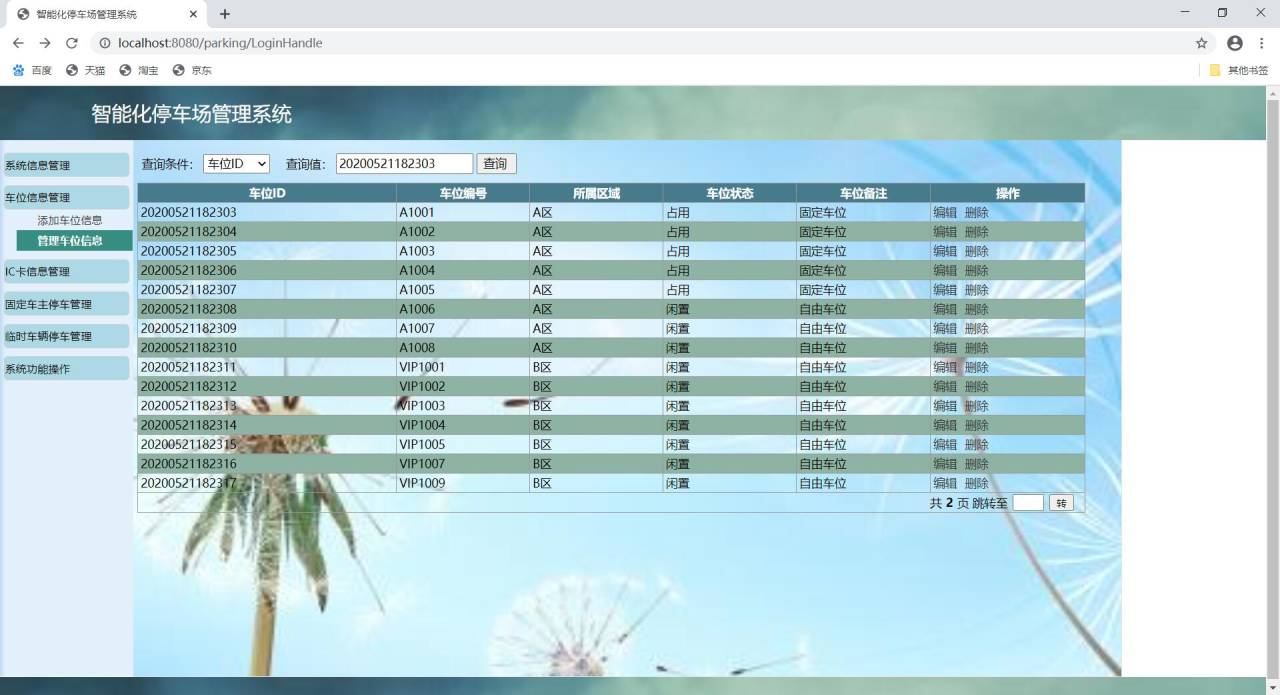 智能化停车场管理系统
localhost:8080/parking/LoginHandle
百度 天猫 淘宝 京东 其他书签
智能化停车场管理系统
系统信息管理
车位信息管理
添加车位信息
管理车位信息
IC卡信息管理
固定车主停车管理
临时车辆停车管理
系统功能操作
查询条件： 车位ID 查询值： 20200521182303 查询
车位ID 车位编号 所属区域 车位状态 车位备注 操作
20200521182303 A1001 A区 占用 固定车位 编辑 删除
20200521182304 A1002 A区 占用 固定车位 编辑 删除
20200521182305 A1003 A区 占用 固定车位 编辑 删除
20200521182306 A1004 A区 占用 固定车位 编辑 删除
20200521182307 A1005 A区 占用 固定车位 编辑 删除
20200521182308 A1006 A区 闲置 自由车位 编辑 删除
20200521182309 A1007 A区 闲置 自由车位 编辑 删除
20200521182310 A1008 A区 闲置 自由车位 编辑 删除
20200521182311 VIP1001 B区 闲置 自由车位 编辑 删除
20200521182312 VIP1002 B区 闲置 自由车位 编辑 删除
20200521182313 VIP1003 B区 闲置 自由车位 编辑 删除
20200521182314 VIP1004 B区 闲置 自由车位 编辑 删除
20200521182315 VIP1005 B区 闲置 自由车位 编辑 删除
20200521182316 VIP1007 B区 闲置 自由车位 编辑 删除
20200521182317 VIP1009 B区 闲置 自由车位 编辑 删除
共 2 页 跳转至 转